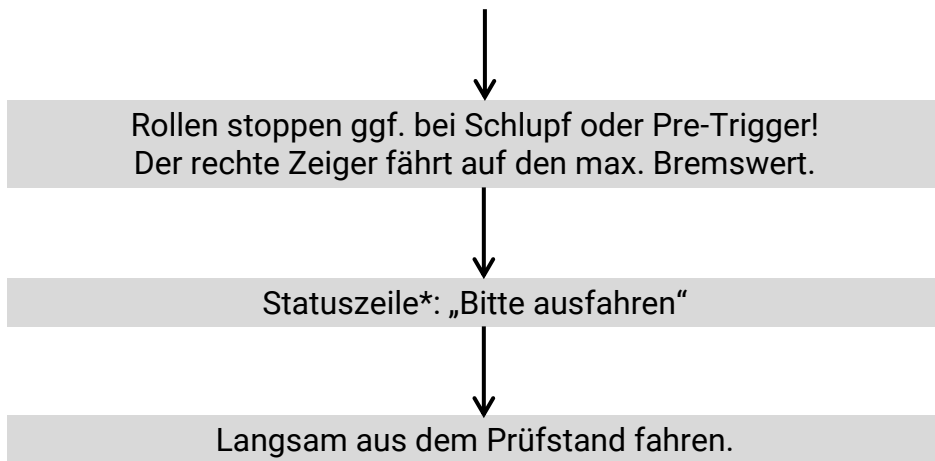 Rollen stoppen ggf. bei Schlupf oder Pre-Trigger!
Der rechte Zeiger fährt auf den max. Bremswert.
Statuszeile*: „Bitte ausfahren“
Langsam aus dem Prüfstand fahren.